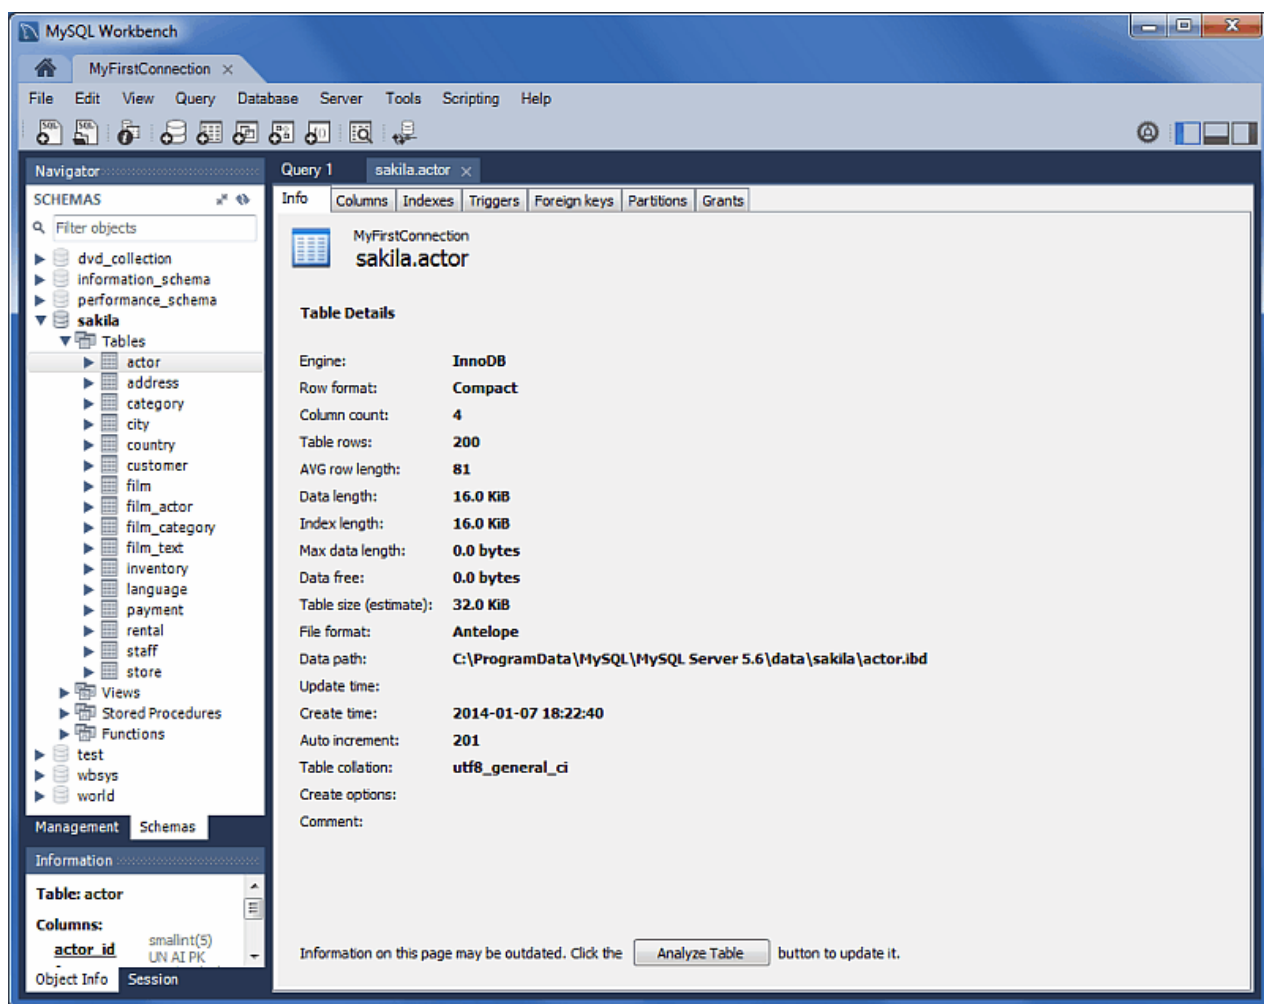 MySQL Workbench
MyFirstConnection
File Edit View Query Database Server Tools Scripting Help
Navigator
SCHEMAS
Filter objects
dvd_collection
information_schema
performance_schema
sakila
Tables
actor
address
category
city
country
customer
film
film_actor
film_category
film_text
inventory
language
payment
rental
staff
store
Views
Stored Procedures
Functions
test
wbsys
world
Management Schemas
Information
Table: actor
Columns:
actor_id smallint(5)
UN AI PK
Object Info Session
Query 1 sakila.actor
Info Columns Indexes Triggers Foreign keys Partitions Grants
MyFirstConnection
sakila.actor
Table Details
Engine: InnoDB
Row format: Compact
Column count: 4
Table rows: 200
AVG row length: 81
Data length: 16.0 KiB
Index length: 16.0 KiB
Max data length: 0.0 bytes
Data free: 0.0 bytes
Table size (estimate): 32.0 KiB
File format: Antelope
Data path: C:\ProgramData\MySQL\MySQL Server 5.6\data\sakila\actor.ibd
Update time:
Create time: 2014-01-07 18:22:40
Auto increment: 201
Table collation: utf8_general_ci
Create options:
Comment:
Information on this page may be outdated. Click the Analyze Table button to update it.